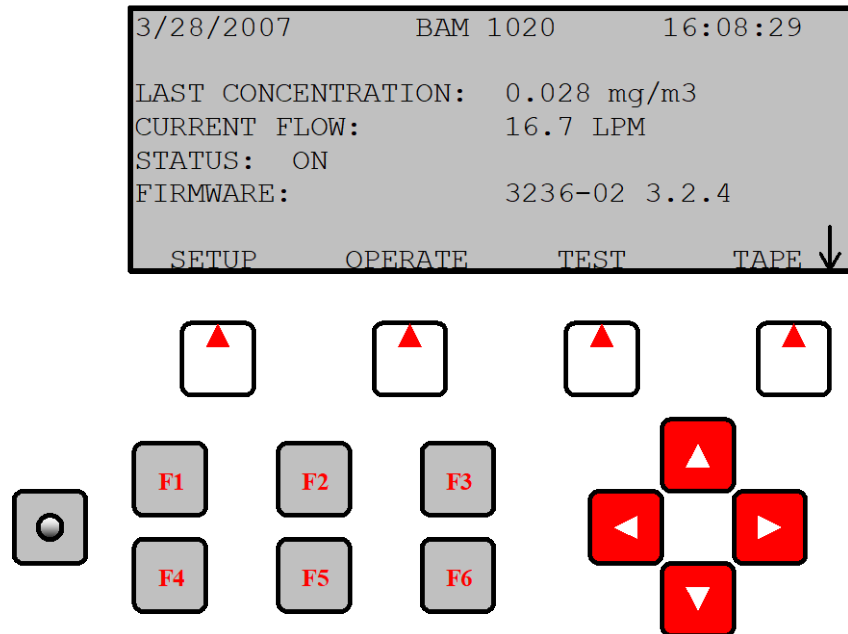 3/28/2007 BAM 1020 16:08:29
LAST CONCENTRATION: 0.028 mg/m3
CURRENT FLOW: 16.7 LPM
STATUS: ON
FIRMWARE: 3236-02 3.2.4
SETUP OPERATE TEST TAPE
F1 F2 F3
F4 F5 F6